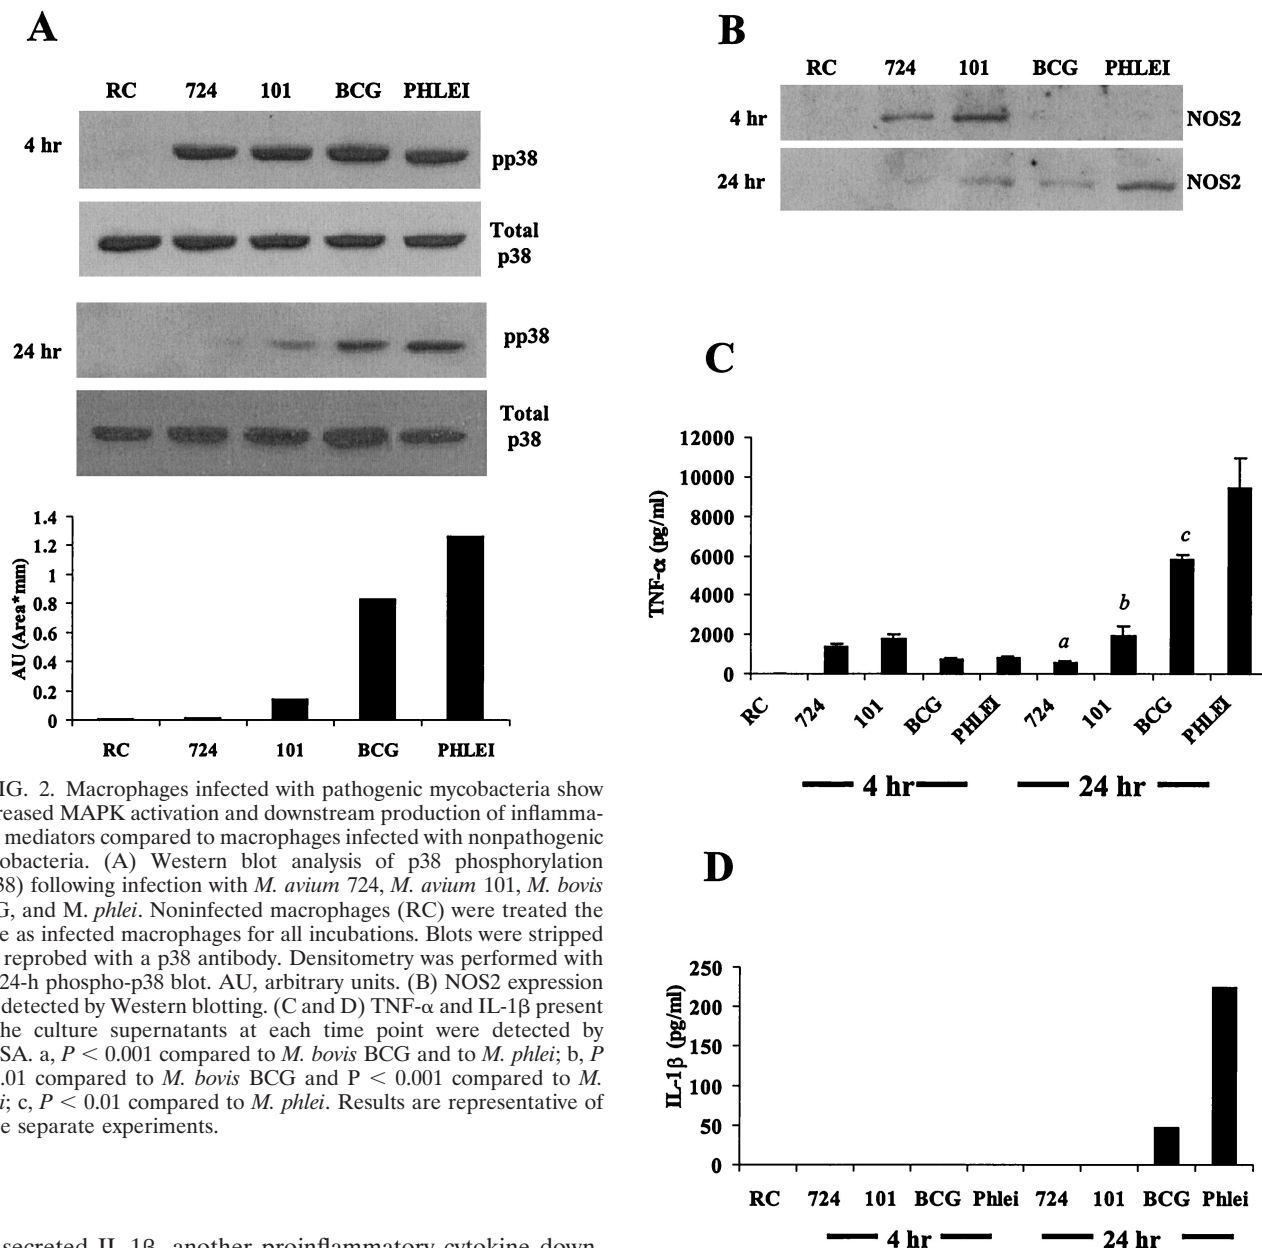 A
RC 724 101 BCG PHLEI
4 hr
pp38
Total
p38
24 hr
pp38
Total
p38
1.4
1.2
1
0.8
0.6
0.4
0.2
0
AU (Area*mm)
RC 724 101 BCG PHLEI
IG. 2. Macrophages infected with pathogenic mycobacteria show
reased MAPK activation and downstream production of inflamma-
mediators compared to macrophages infected with nonpathogenic
obacteria. (A) Western blot analysis of p38 phosphorylation
38) following infection with M. avium 724, M. avium 101, M. bovis
G, and M. phlei. Noninfected macrophages (RC) were treated the
e as infected macrophages for all incubations. Blots were stripped
reprobed with a p38 antibody. Densitometry was performed with
24-h phospho-p38 blot. AU, arbitrary units. (B) NOS2 expression
detected by Western blotting. (C and D) TNF-α and IL-1β present
he culture supernatants at each time point were detected by
SA. a, P < 0.001 compared to M. bovis BCG and to M. phlei; b, P
.01 compared to M. bovis BCG and P < 0.001 compared to M.
i; c, P < 0.01 compared to M. phlei. Results are representative of
e separate experiments.
secreted IL-1β, another proinflammatory cytokine down-
B
RC 724 101 BCG PHLEI
4 hr NOS2
24 hr NOS2
C
12000
10000
8000
6000
4000
2000
0
TNF-α (pg/ml)
a
b
c
RC 724 101 BCG PHLEI 724 101 BCG PHLEI
4 hr 24 hr
D
250
200
150
100
50
0
IL-1β (pg/ml)
RC 724 101 BCG Phlei 724 101 BCG Phlei
4 hr 24 hr